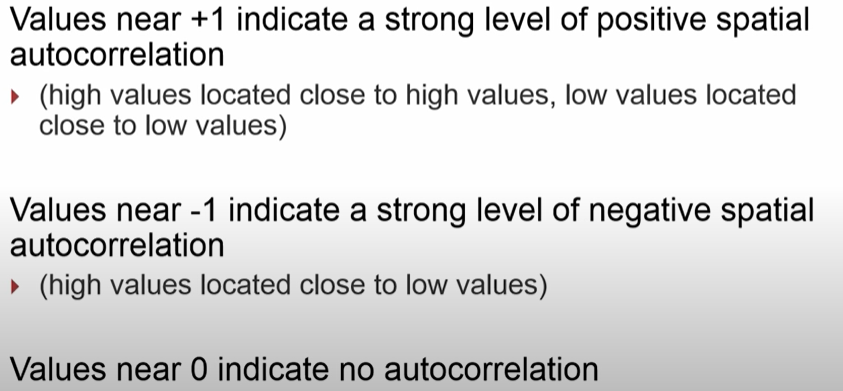 Values near +1 indicate a strong level of positive spatial
autocorrelation
(high values located close to high values, low values located
close to low values)
Values near -1 indicate a strong level of negative spatial
autocorrelation
(high values located close to low values)
Values near 0 indicate no autocorrelation